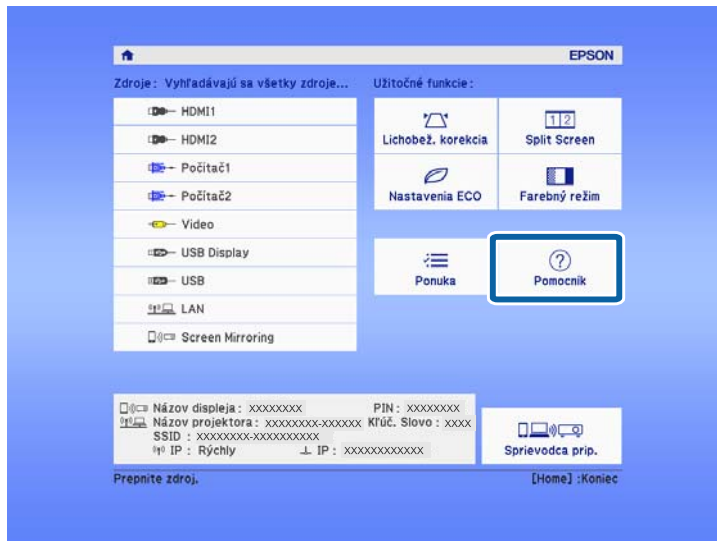 EPSON
Zdroje: Vyhľadávajú sa všetky zdroje...
HDMI1
HDMI2
Počítač1
Počítač2
Video
USB Display
USB
LAN
Screen Mirroring
Užitočné funkcie:
Lichobež. korekcia
1 2
Split Screen
Nastavenia ECO
Farebný režim
Ponuka
?
Pomocník
Názov displeja: XXXXXXXX PIN: XXXXXXXX
Názov projektora: XXXXXXXX-XXXXXX Kľúč. Slovo: XXXX
SSID : XXXXXXXX-XXXXXXXXXX
IP : Rýchly IP : XXXXXXXXXXXX
Sprievodca prip.
Prepnite zdroj. [Home] :Koniec